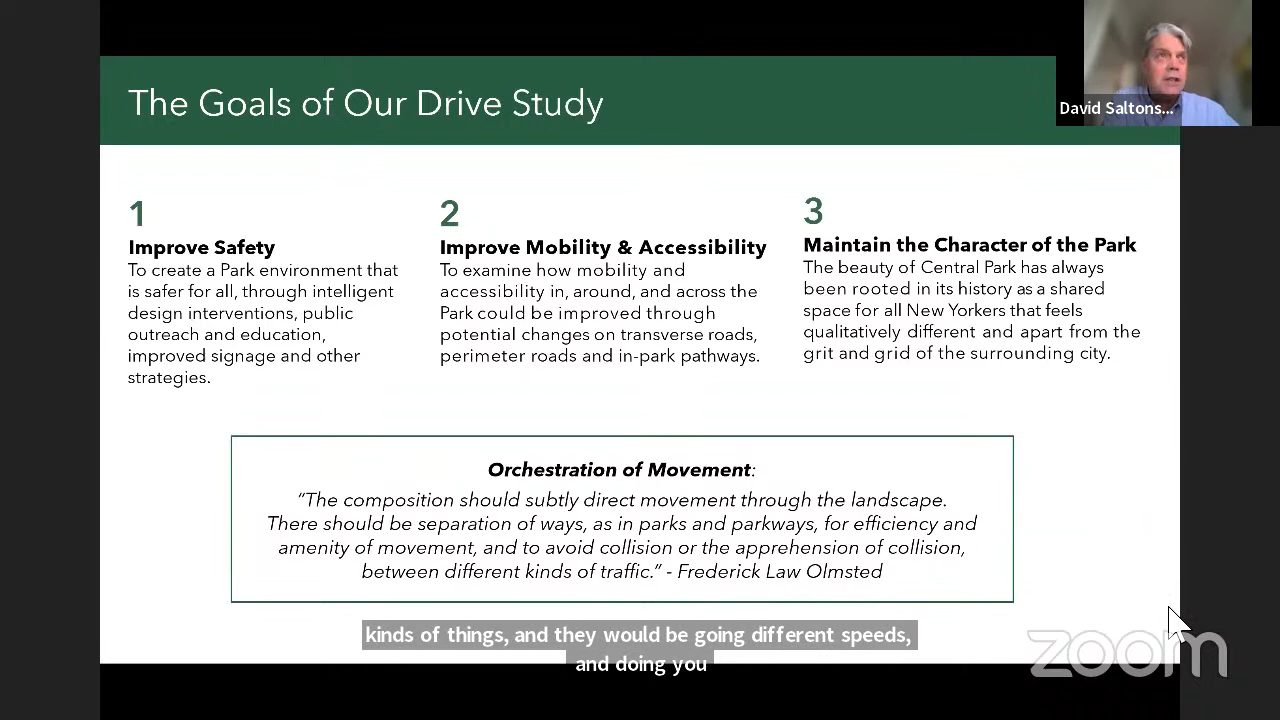 The Goals of Our Drive Study
David Saltons...
1
Improve Safety
To create a Park environment that
is safer for all, through intelligent
design interventions, public
outreach and education,
improved signage and other
strategies.
2
Improve Mobility & Accessibility
To examine how mobility and
accessibility in, around, and across the
Park could be improved through
potential changes on transverse roads,
perimeter roads and in-park pathways.
3
Maintain the Character of the Park
The beauty of Central Park has always
been rooted in its history as a shared
space for all New Yorkers that feels
qualitatively different and apart from the
grit and grid of the surrounding city.
Orchestration of Movement:
“The composition should subtly direct movement through the landscape.
There should be separation of ways, as in parks and parkways, for efficiency and
amenity of movement, and to avoid collision or the apprehension of collision,
between different kinds of traffic.” - Frederick Law Olmsted
kinds of things, and they would be going different speeds,
and doing you
zoom